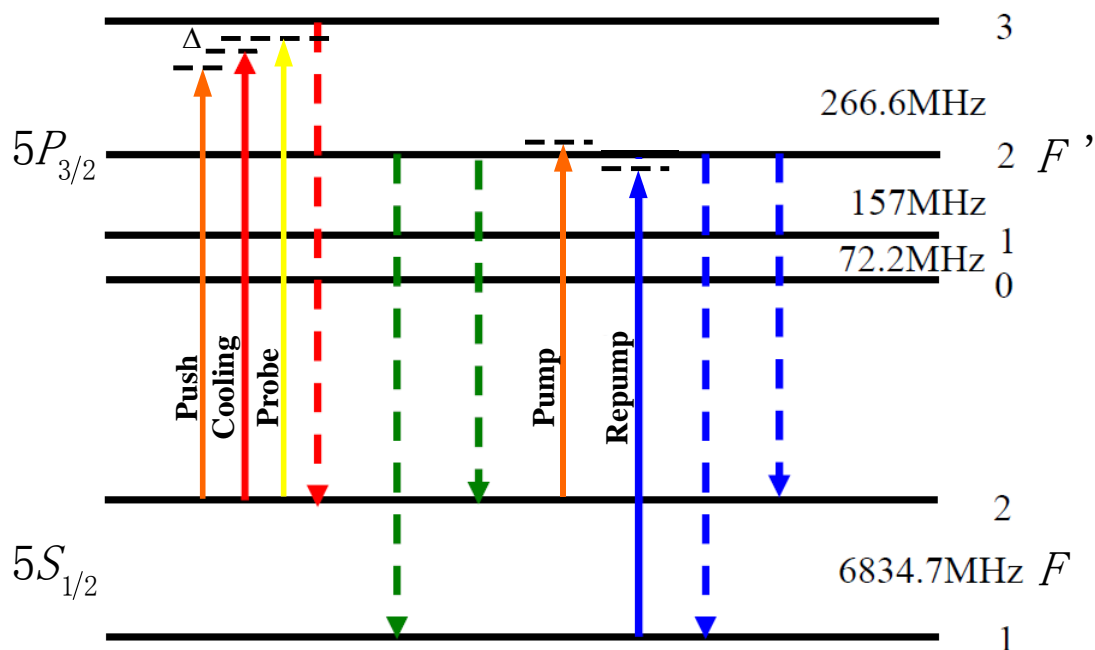 3
Δ
266.6MHz
5P3/2
2
F'
157MHz
1
72.2MHz
0
Push
Cooling
Probe
Pump
Repump
2
5S1/2
6834.7MHz
F
1